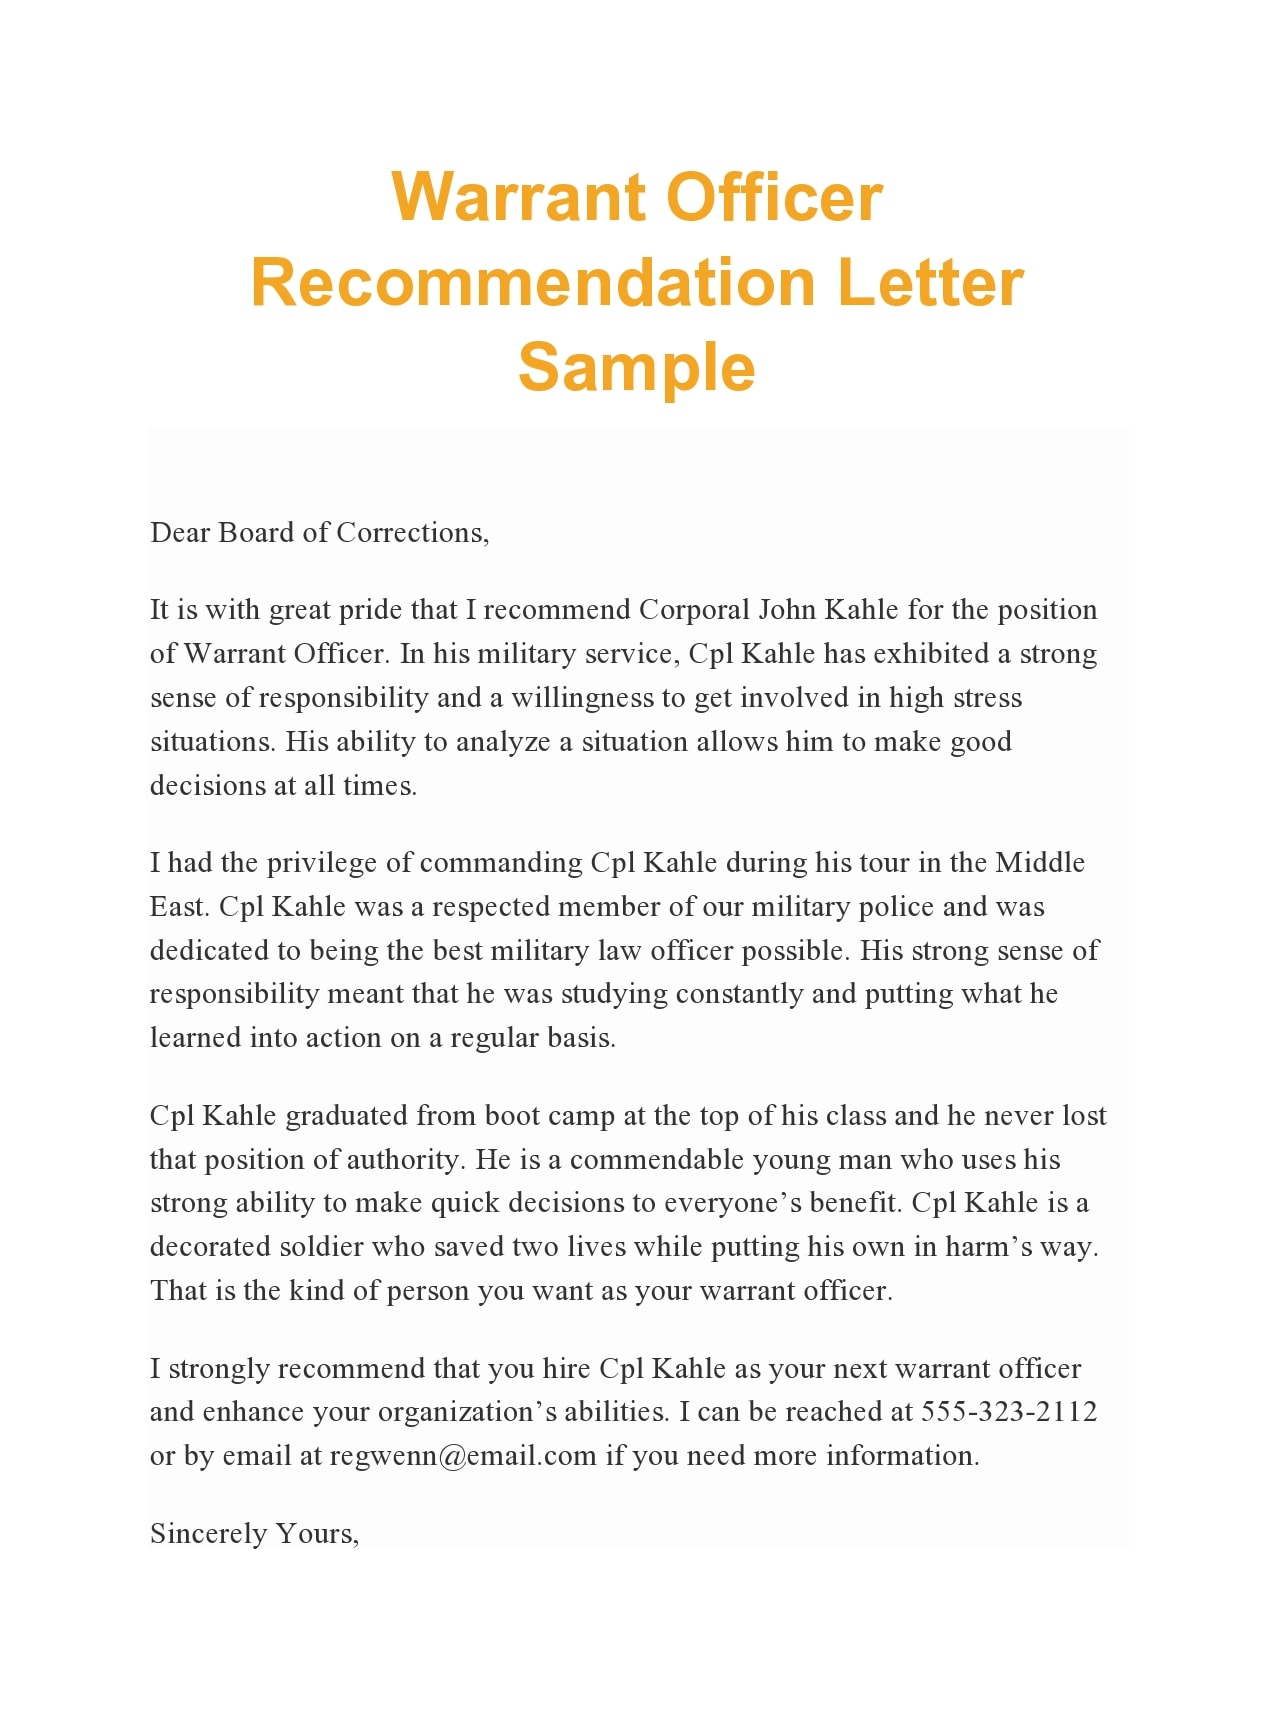 Warrant Officer
Recommendation Letter
Sample
Dear Board of Corrections,
It is with great pride that I recommend Corporal John Kahle for the position
of Warrant Officer. In his military service, Cpl Kahle has exhibited a strong
sense of responsibility and a willingness to get involved in high stress
situations. His ability to analyze a situation allows him to make good
decisions at all times.
I had the privilege of commanding Cpl Kahle during his tour in the Middle
East. Cpl Kahle was a respected member of our military police and was
dedicated to being the best military law officer possible. His strong sense of
responsibility meant that he was studying constantly and putting what he
learned into action on a regular basis.
Cpl Kahle graduated from boot camp at the top of his class and he never lost
that position of authority. He is a commendable young man who uses his
strong ability to make quick decisions to everyone’s benefit. Cpl Kahle is a
decorated soldier who saved two lives while putting his own in harm’s way.
That is the kind of person you want as your warrant officer.
I strongly recommend that you hire Cpl Kahle as your next warrant officer
and enhance your organization’s abilities. I can be reached at 555-323-2112
or by email at regwenn@email.com if you need more information.
Sincerely Yours,